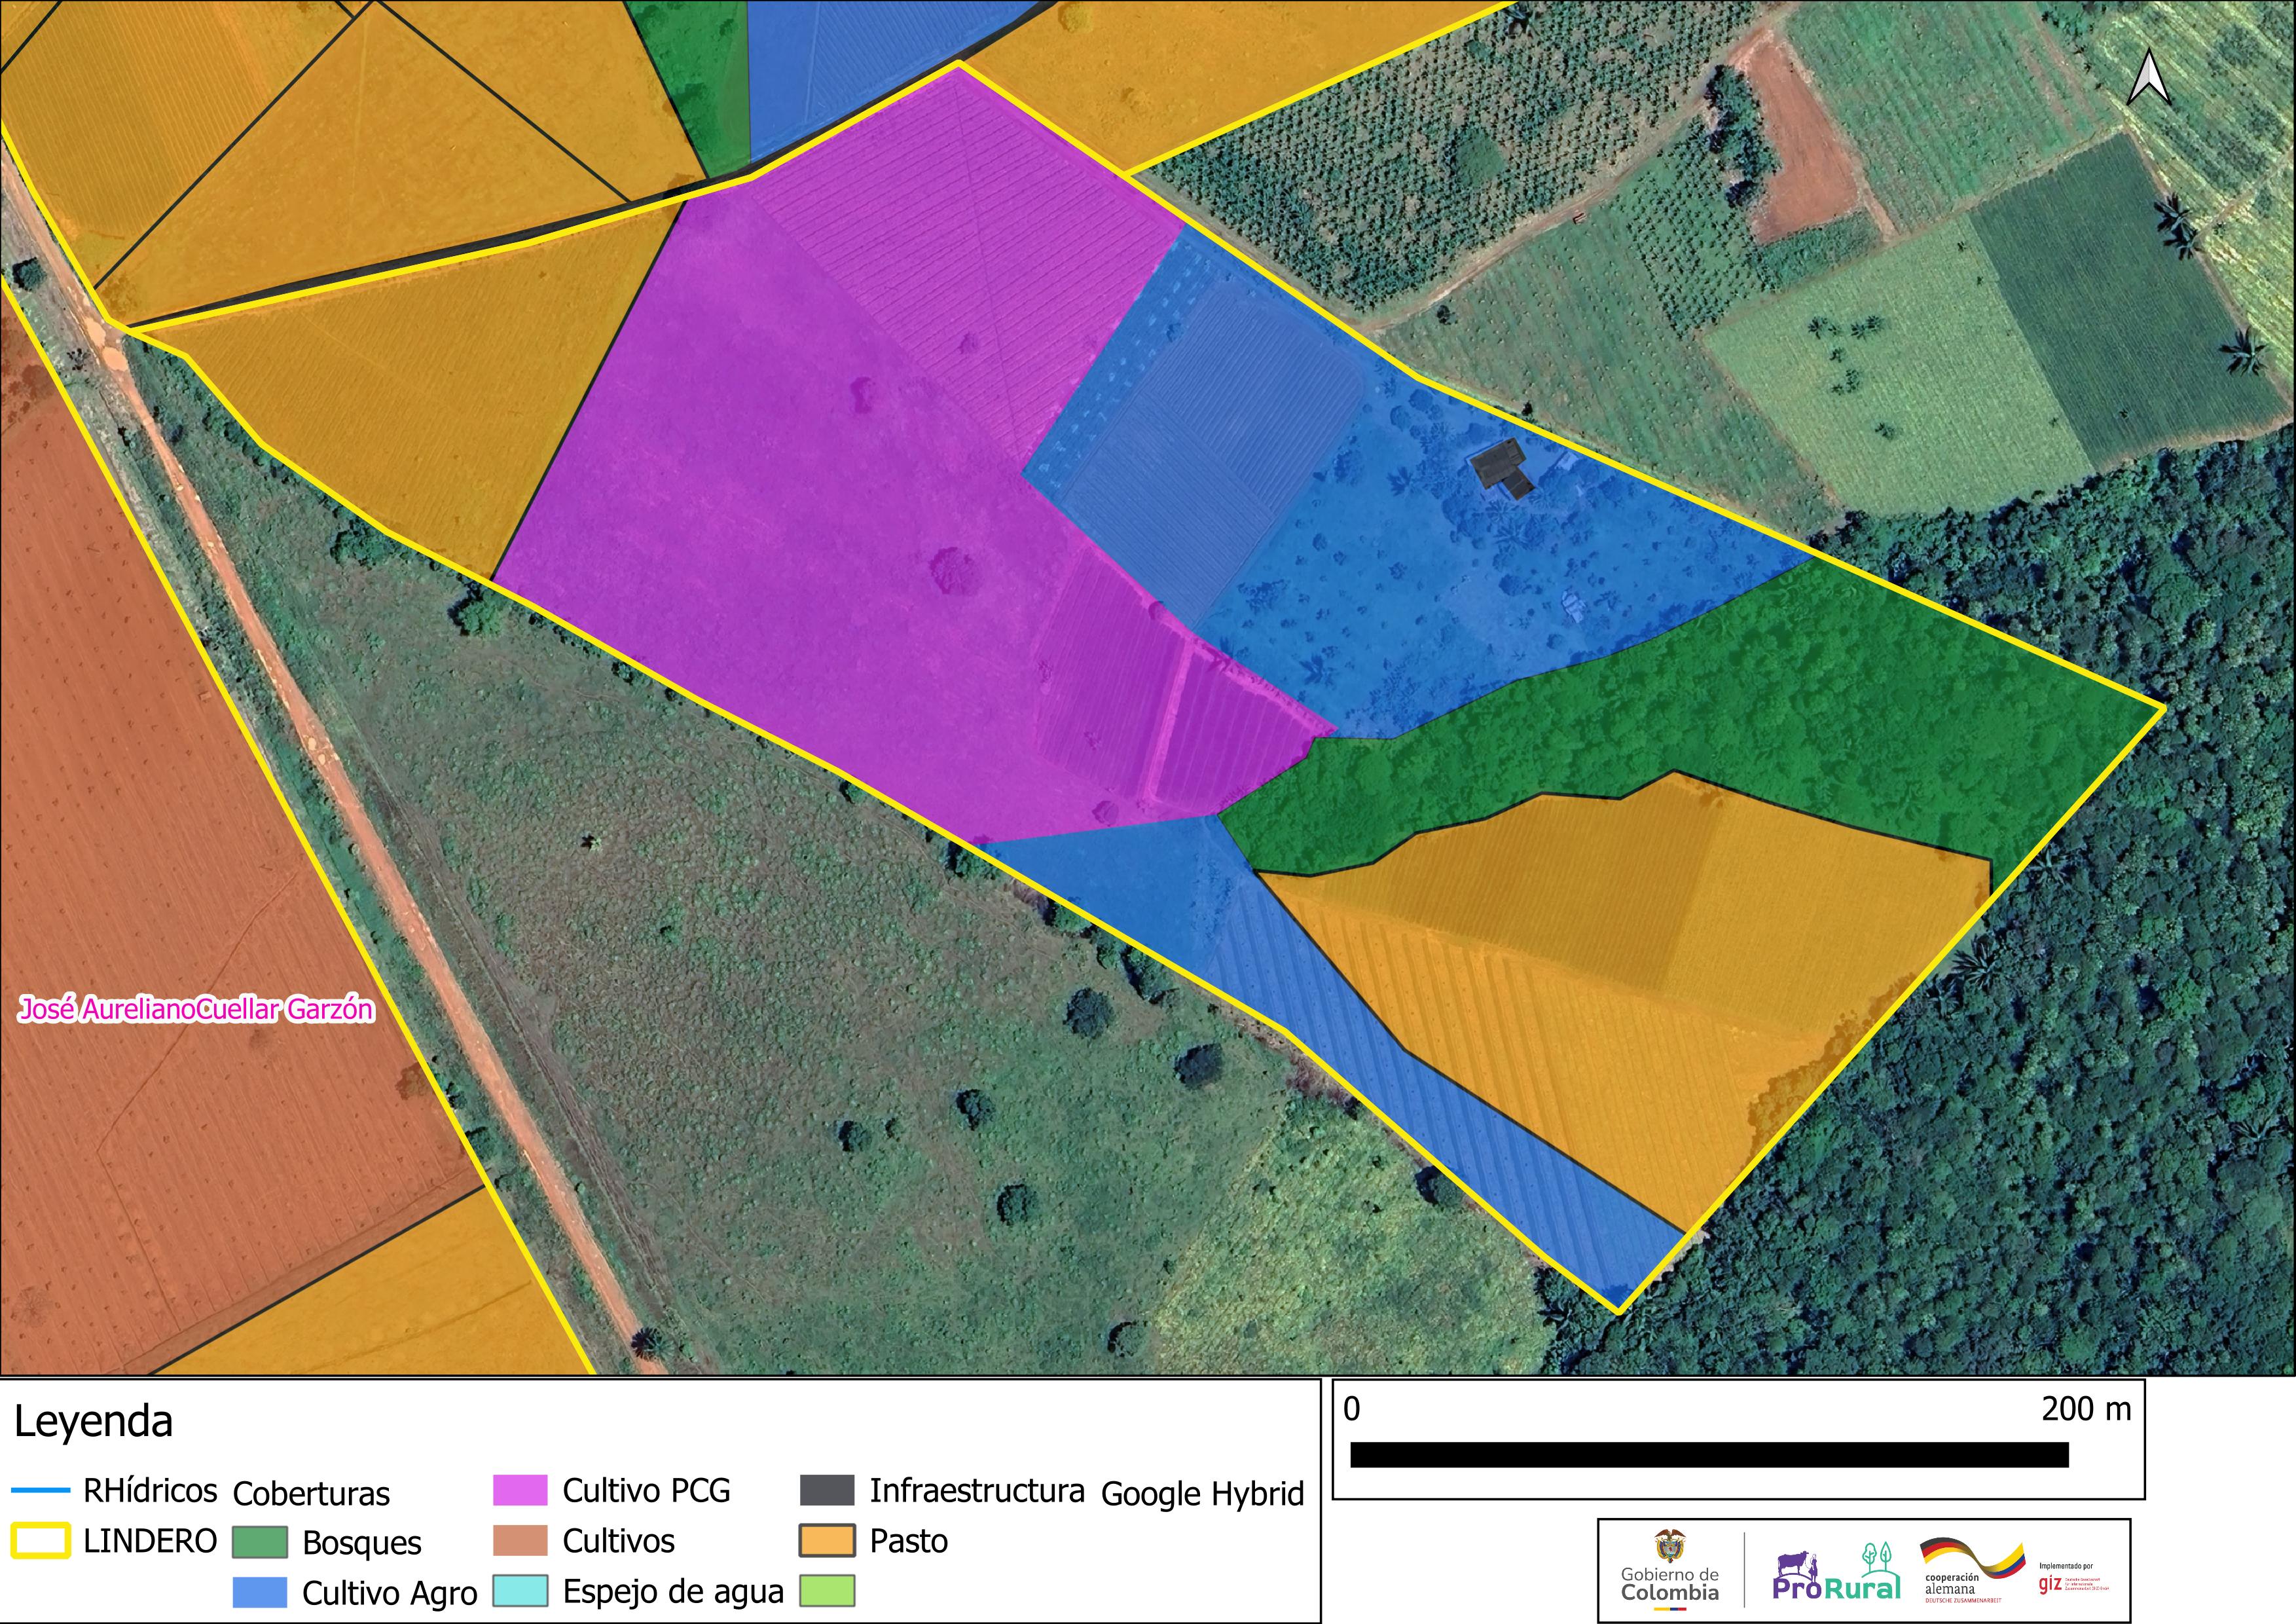 José AurelianoCuellar Garzón
Leyenda
RHídricos
LINDERO
Coberturas
Bosques
Cultivo Agro
Cultivo PCG
Cultivos
Espejo de agua
Infraestructura
Pasto
Google Hybrid
0 200 m
Gobierno de
Colombia
ProRural
cooperación
alemana
DEUTSCHE ZUSAMMENARBEIT
Implementado por
giz